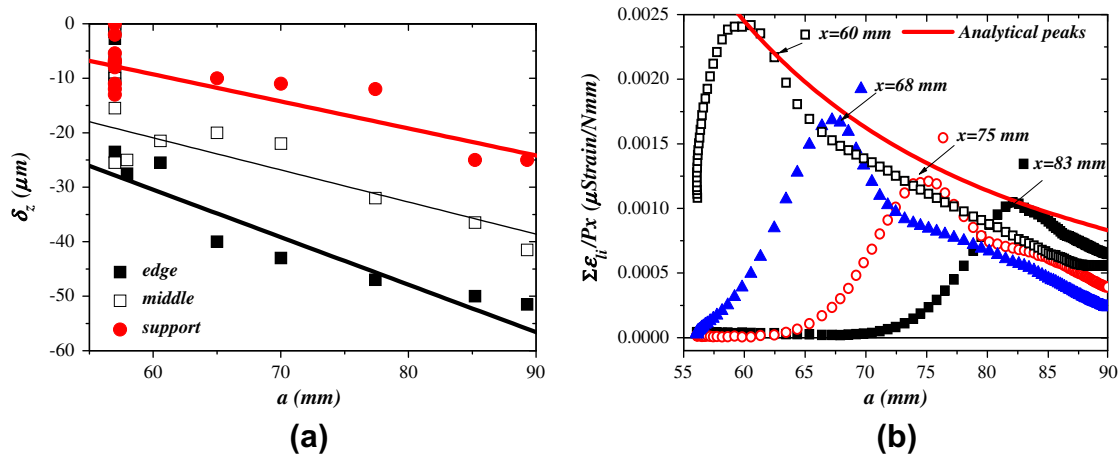 0
-10
-20
-30
-40
-50
-60
δz (μm)
edge
middle
support
60
70
80
90
a (mm)
(a)
0.0025
0.0020
0.0015
0.0010
0.0005
0.0000
Σεli/Px (μStrain/Nmm)
x=60 mm
Analytical peaks
x=68 mm
x=75 mm
x=83 mm
55
60
65
70
75
80
85
90
a (mm)
(b)